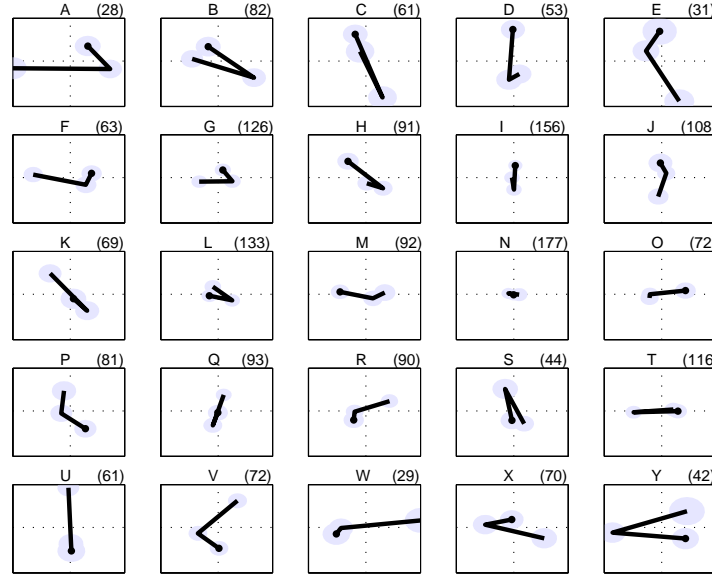 A (28) B (82) C (61) D (53) E (31)
F (63) G (126) H (91) I (156) J (108)
K (69) L (133) M (92) N (177) O (72
P (81) Q (93) R (90) S (44) T (116
U (61) V (72) W (29) X (70) Y (42)